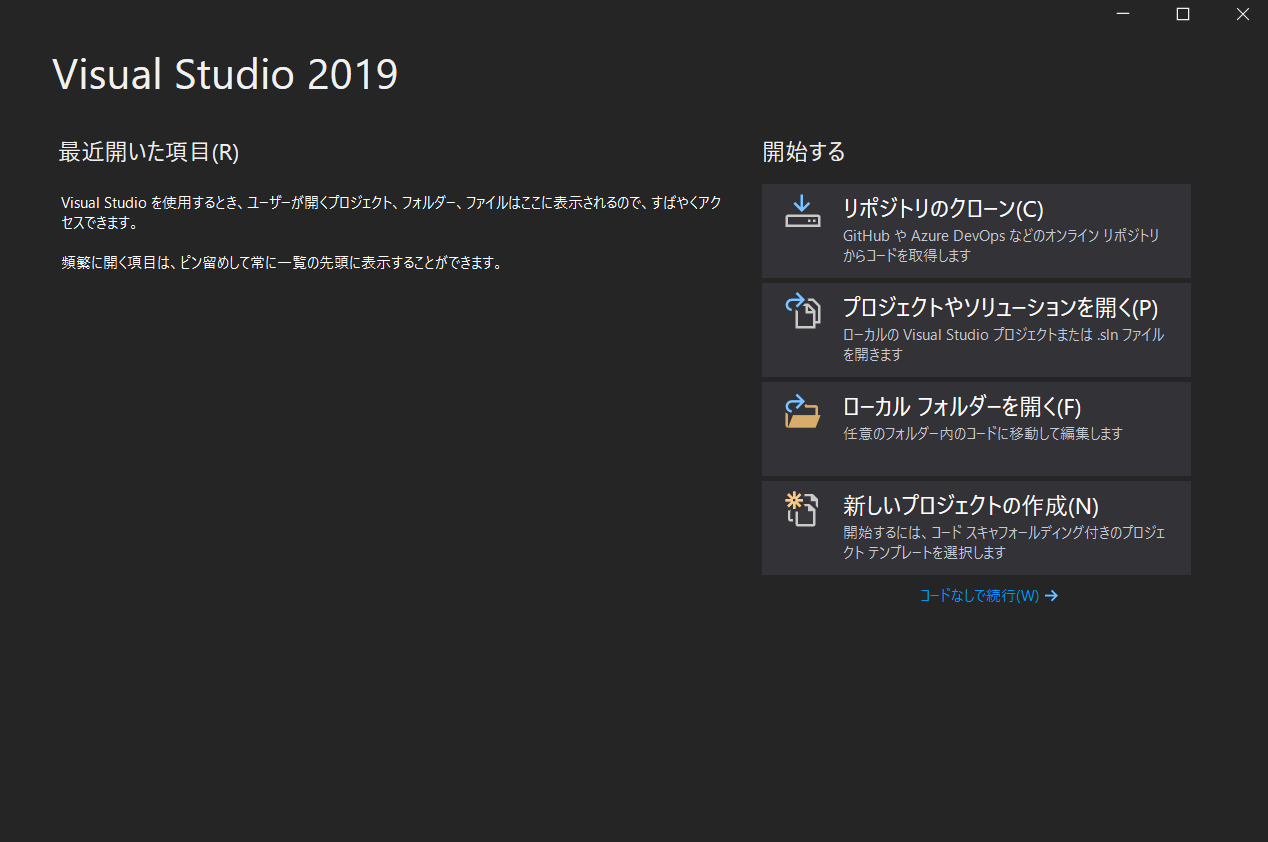 Visual Studio 2019
最近開いた項目(R)
Visual Studio を使用するとき、ユーザーが開くプロジェクト、フォルダー、ファイルはここに表示されるので、すばやくアク
セスできます。
頻繁に開く項目は、ピン留めして常に一覧の先頭に表示することができます。
開始する
リポジトリのクローン(C)
GitHub や Azure DevOps などのオンライン リポジトリ
からコードを取得します
プロジェクトやソリューションを開く(P)
ローカルの Visual Studio プロジェクトまたは .sln ファイル
を開きます
ローカル フォルダーを開く(F)
任意のフォルダー内のコードに移動して編集します
新しいプロジェクトの作成(N)
開始するには、コード スキャフォールディング付きのプロジェ
クト テンプレートを選択します
コードなしで続行(W) →